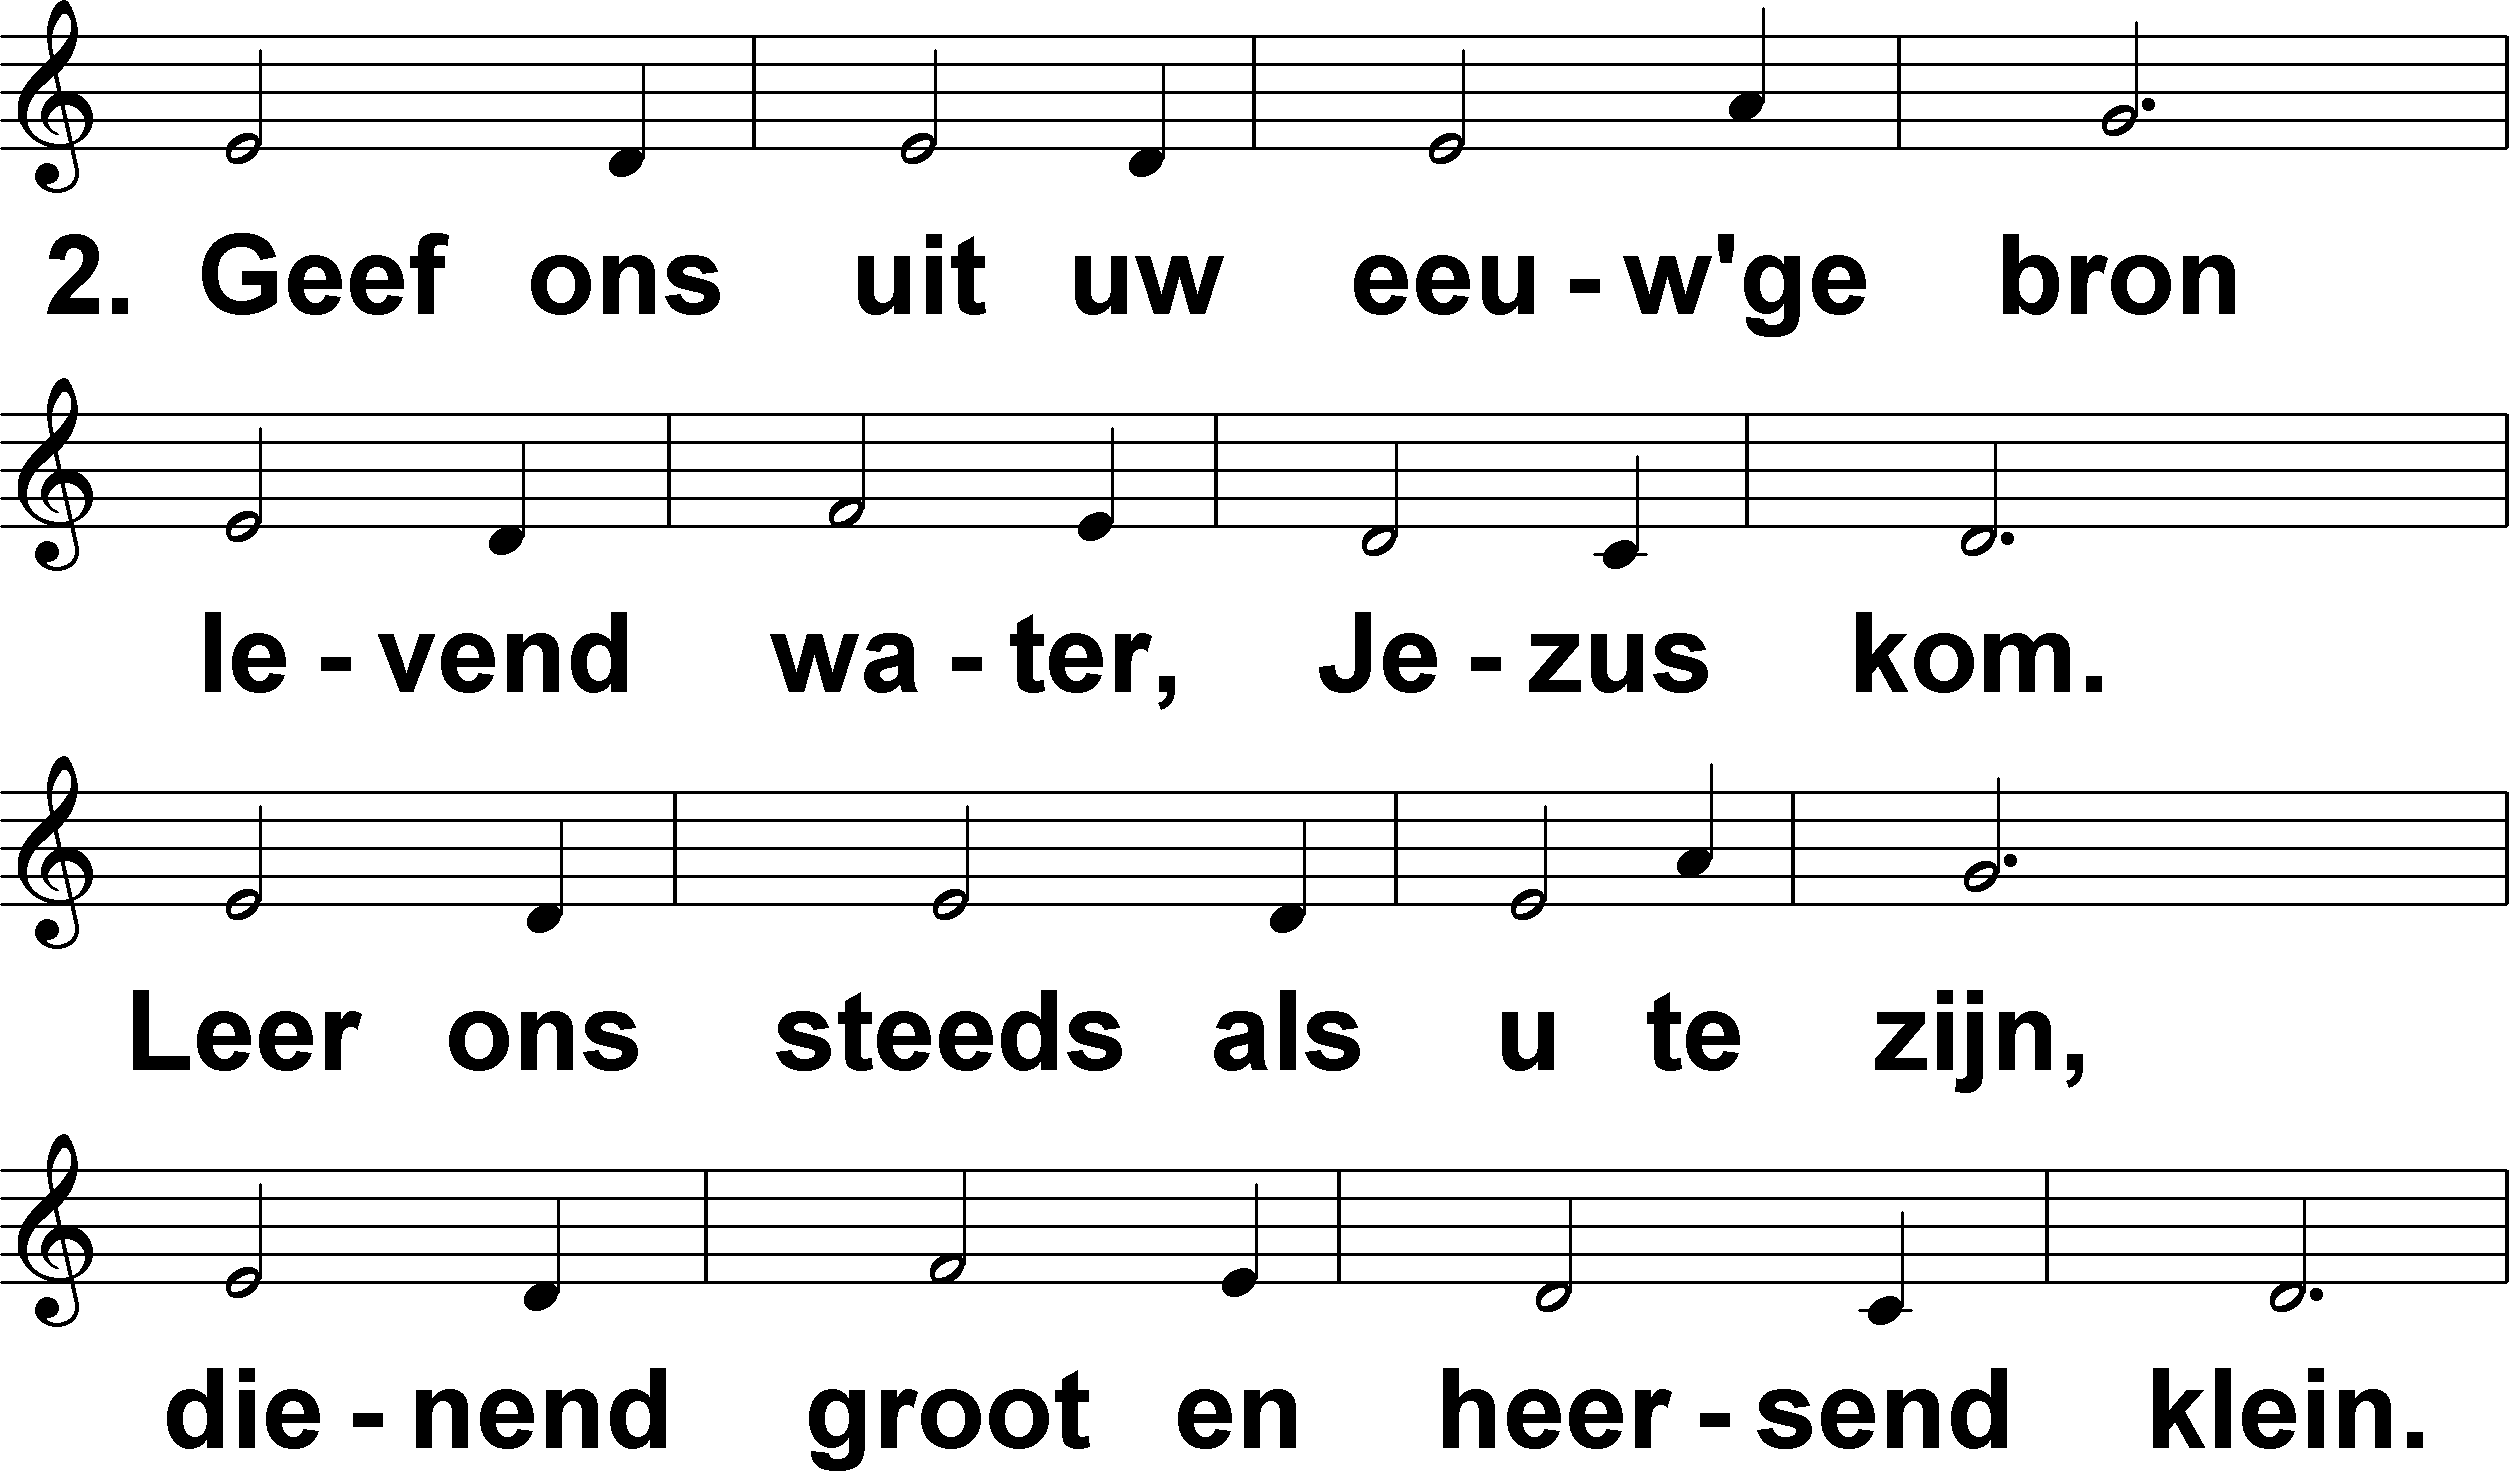 2. Geef ons uit uw eeu - w'ge bron
le - vend wa - ter, Je - zus kom.
Leer ons steeds als u te zijn,
die - nend groot en heer - send klein.